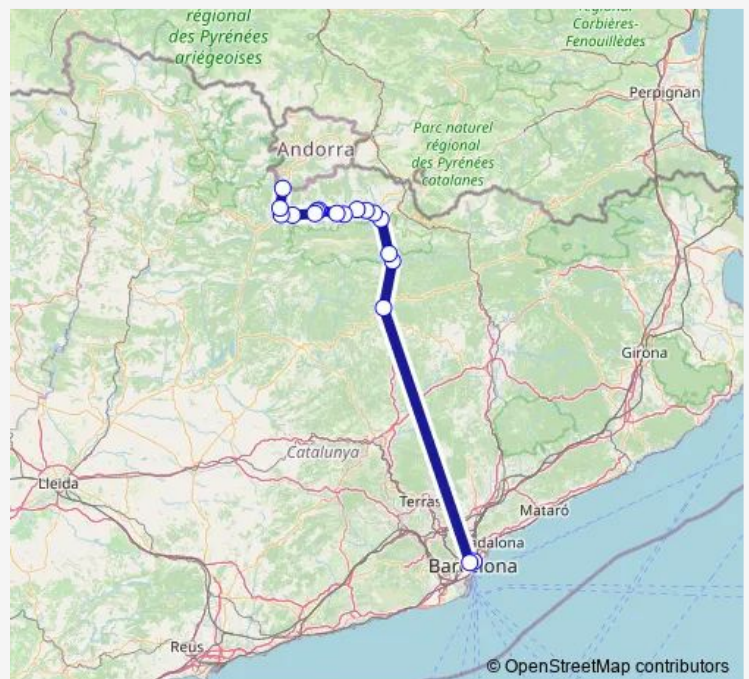 régional
des Pyrénées
ariégeoises
régional
Corbières-
Fenouillèdes
Perpignan
Andorra
Parc naturel
régional
des Pyrénées
catalanes
Girona
Catalunya
Lleida
Terras
Mataró
adalona
Barcelona
Reus
© OpenStreetMap contributors